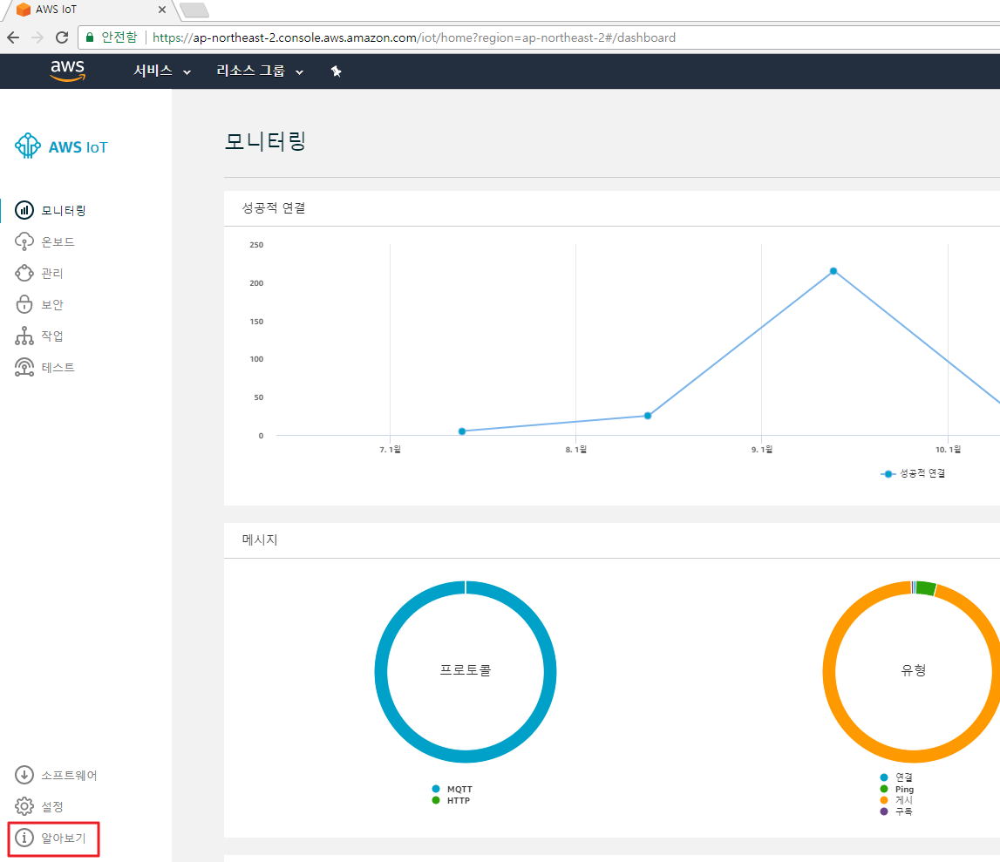 AWS IoT
안전함 https://ap-northeast-2.console.aws.amazon.com/iot/home?region=ap-northeast-2#/dashboard
aws 서비스 리소스 그룹
AWS IoT
모니터링
온보드
관리
보안
작업
테스트
소프트웨어
설정
알아보기
모니터링
성공적 연결
250
200
150
100
50
0
7. 1월 8. 1월 9. 1월 10. 1월
성공적 연결
메시지
프로토콜
MQTT
HTTP
유형
연결
Ping
게시
구독